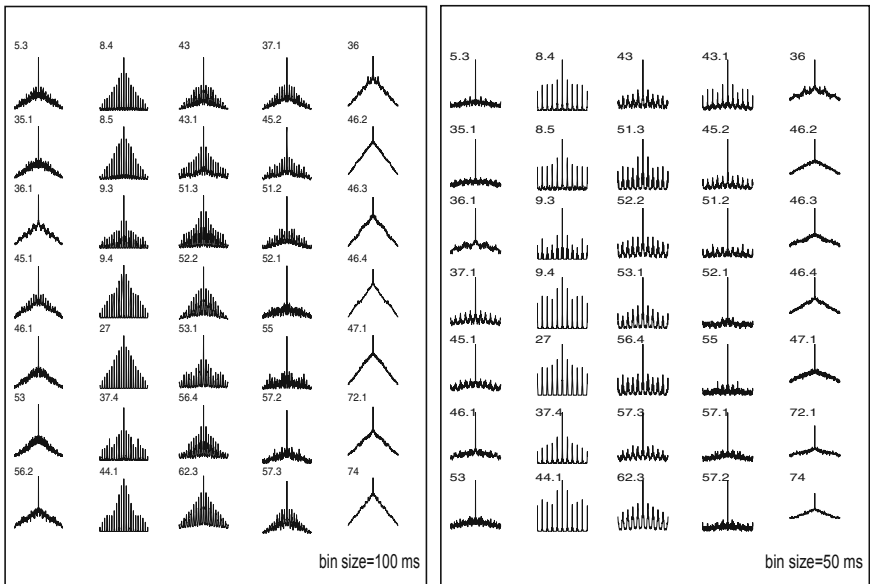 5.3 8.4 43 37.1 36
35.1 8.5 43.1 45.2 46.2
36.1 9.3 51.3 51.2 46.3
45.1 9.4 52.2 52.1 46.4
46.1 27 53.1 55 47.1
53 37.4 56.4 57.2 72.1
56.2 44.1 62.3 57.3 74
bin size=100 ms
5.3 8.4 43 43.1 36
35.1 8.5 51.3 45.2 46.2
36.1 9.3 52.2 51.2 46.3
37.1 9.4 53.1 52.1 46.4
45.1 27 56.4 55 47.1
46.1 37.4 57.3 57.1 72.1
53 44.1 62.3 57.2 74
bin size=50 ms